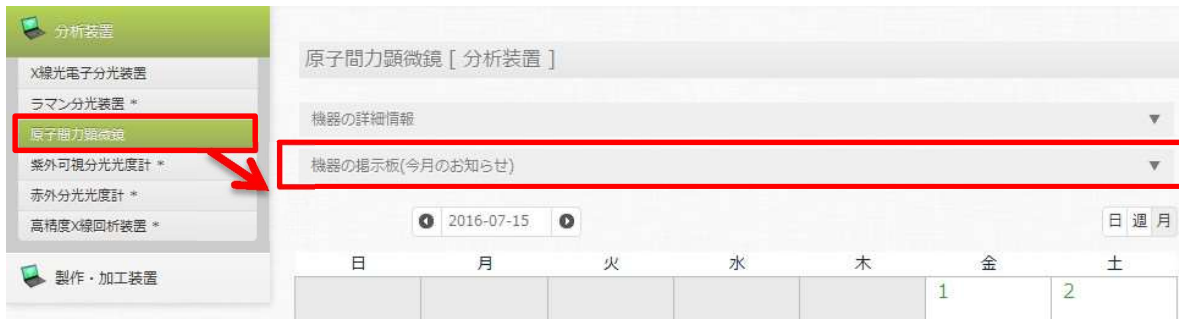 分析装置
X線光電子分光装置
ラマン分光装置 *
原子間力顕微鏡
紫外可視分光光度計 *
赤外分光光度計 *
高精度X線回析装置 *
製作・加工装置
原子間力顕微鏡 [ 分析装置 ]
機器の詳細情報 ▼
機器の掲示板(今月のお知らせ) ▼
2016-07-15
日 週 月
日 月 火 水 木 金 土
1 2